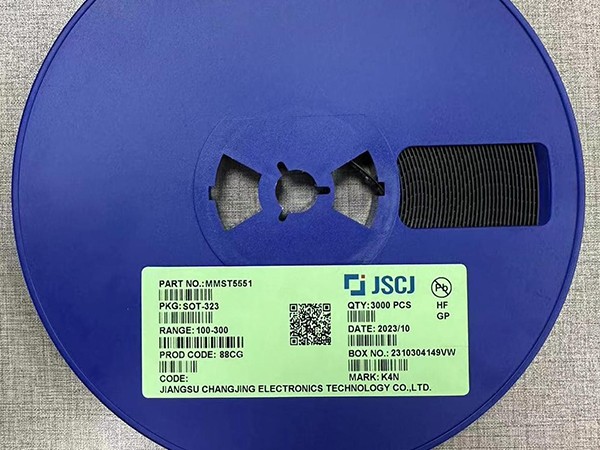 PART NO.:MMST5551
JSCJ
PKG:SOT-323
QTY:3000 PCS
Pb
HF
GP
RANGE: 100-300
DATE: 2023/10
PROD CODE: 88CG
BOX NO.: 2310304149VW
CODE:
MARK: K4N
JIANGSU CHANGJING ELECTRONICS TECHNOLOGY CO.,LTD.